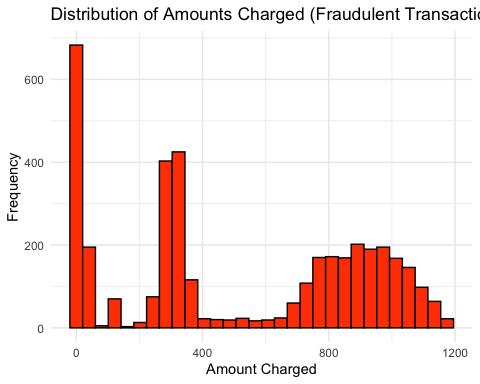 Distribution of Amounts Charged (Fraudulent Transactio
600
400
200
0
Frequency
0 400 800 1200
Amount Charged